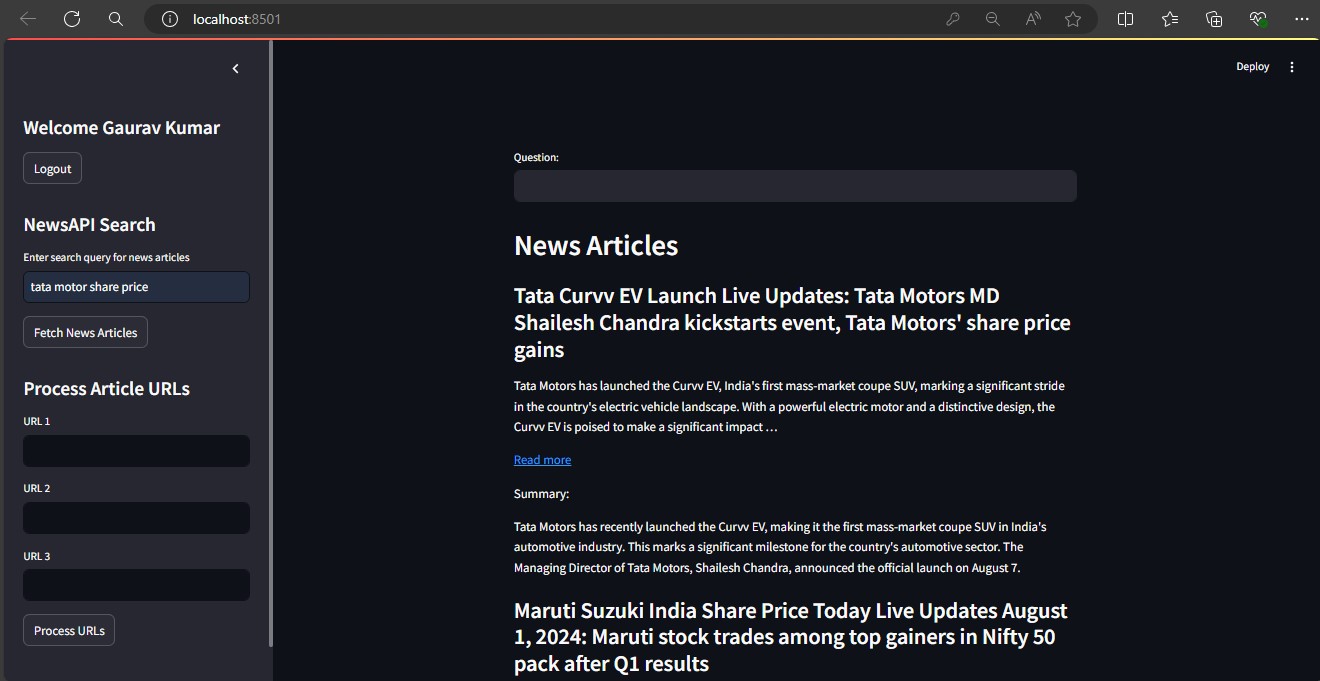 localhost:8501
Deploy
Welcome Gaurav Kumar
Logout
NewsAPI Search
Enter search query for news articles
tata motor share price
Fetch News Articles
Process Article URLs
URL 1
URL 2
URL 3
Process URLs
Question:
News Articles
Tata Curvv EV Launch Live Updates: Tata Motors MD
Shailesh Chandra kickstarts event, Tata Motors' share price
gains
Tata Motors has launched the Curvv EV, India's first mass-market coupe SUV, marking a significant stride
in the country's electric vehicle landscape. With a powerful electric motor and a distinctive design, the
Curvv EV is poised to make a significant impact …
Read more
Summary:
Tata Motors has recently launched the Curvv EV, making it the first mass-market coupe SUV in India's
automotive industry. This marks a significant milestone for the country's automotive sector. The
Managing Director of Tata Motors, Shailesh Chandra, announced the official launch on August 7.
Maruti Suzuki India Share Price Today Live Updates August
1, 2024: Maruti stock trades among top gainers in Nifty 50
pack after Q1 results